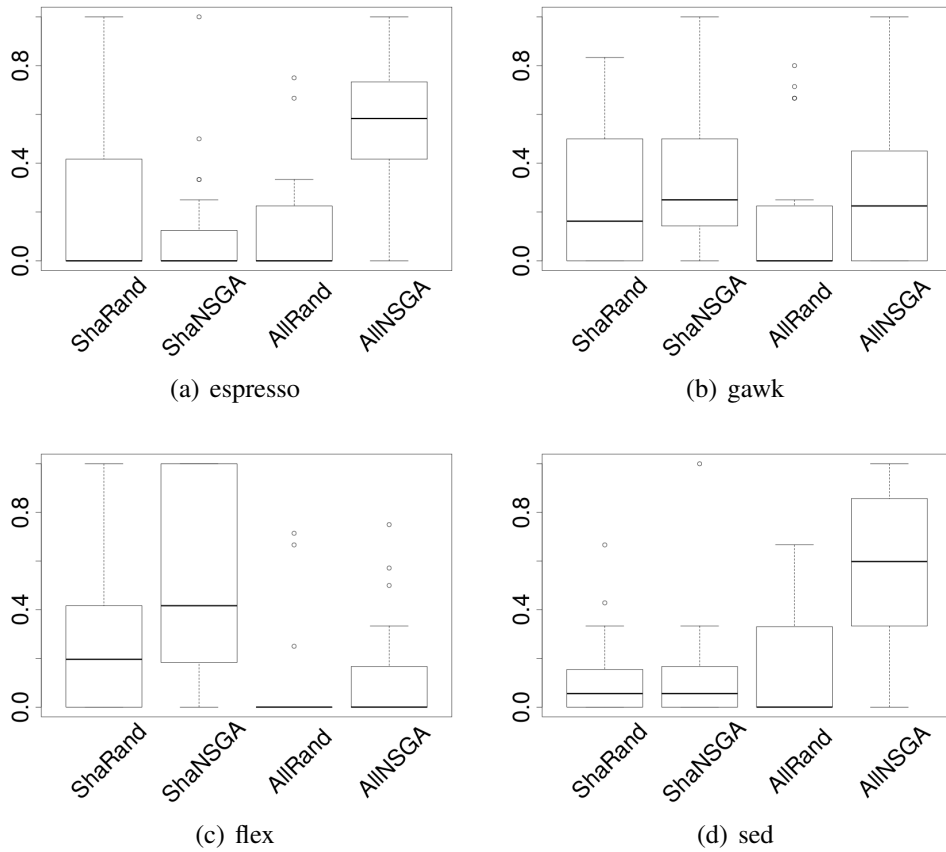 0.8
0.4
0.0
ShaRand
ShaNSGA
AllRand
AllNSGA
(a) espresso
0.8
0.4
0.0
ShaRand
ShaNSGA
AllRand
AllNSGA
(b) gawk
0.8
0.4
0.0
ShaRand
ShaNSGA
AllRand
AllNSGA
(c) flex
0.8
0.4
0.0
ShaRand
ShaNSGA
AllRand
AllNSGA
(d) sed